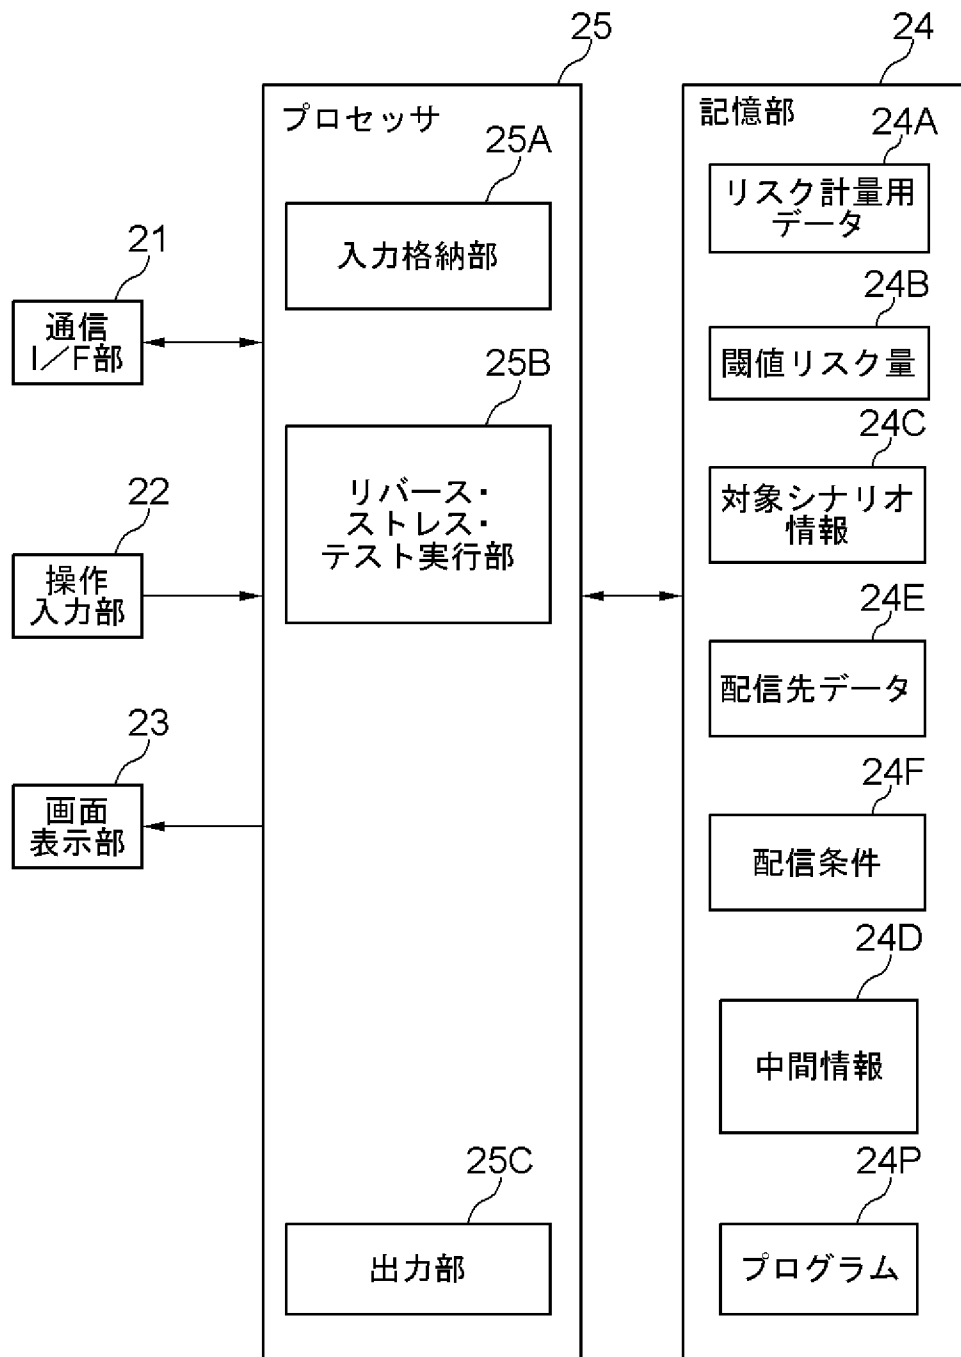 25
24
プロセッサ
記憶部
24A
25A
リスク計量用
データ
入力格納部
21
通信
I／F部
24B
閾値リスク量
25B
リバース・
ストレス・
テスト実行部
24C
対象シナリオ
情報
22
操作
入力部
24E
配信先データ
23
画面
表示部
24F
配信条件
24D
中間情報
25C
出力部
24P
プログラム